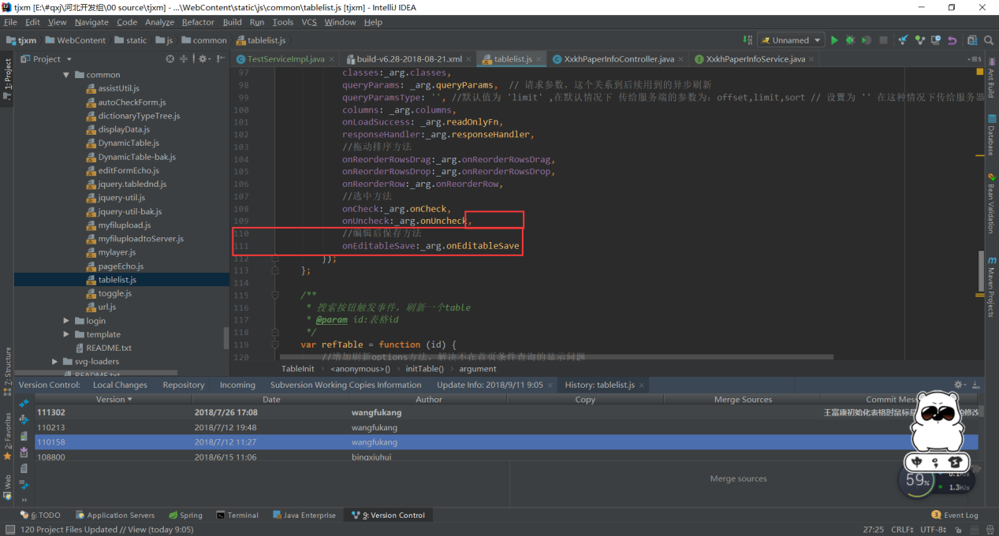 tjxm [E:\#qxj\河北开发组\00 source\tjxm] - ...\WebContent\static\js\common\tablelist.js [tjxm] - IntelliJ IDEA
File Edit View Navigate Code Analyze Refactor Build Run Tools VCS Window Help
tjxm WebContent static js common tablelist.js
Unnamed
1: Project
Project
TestServiceImpl.java build-v6.28-2018-08-21.xml tablelist.js XxkhPaperInfoController.java XxkhPaperInfoService.java
common
assistUtil.js
autoCheckForm.js
dictionaryTypeTree.js
displayData.js
DynamicTable.js
DynamicTable-bak.js
editFormEcho.js
jquery.tablednd.js
jquery-util.js
jquery-util-bak.js
myfilupload.js
myfiluploadtoServer.js
mylayer.js
pageEcho.js
tablelist.js
toggle.js
url.js
login
template
README.txt
svg-loaders
README.txt
97 classes:_arg.classes,
98 queryParams: _arg.queryParams, // 请求参数，这个关系到后续用到的异步刷新
99 queryParamsType: '', //默认值为 'limit' ,在默认情况下 传给服务端的参数为：offset,limit,sort // 设置为 '' 在这种情况下传给服务器
100 columns: _arg.columns,
101 onLoadSuccess: _arg.readOnlyFn,
102 responseHandler:_arg.responseHandler,
103 //拖动排序方法
104 onReorderRowsDrag:_arg.onReorderRowsDrag,
105 onReorderRowsDrop:_arg.onReorderRowsDrop,
106 onReorderRow:_arg.onReorderRow,
107 //选中方法
108 onCheck:_arg.onCheck,
109 onUncheck:_arg.onUncheck,
110 //编辑后保存方法
111 onEditableSave:_arg.onEditableSave
112 });
113 };
114
115 /**
116 * 搜索按钮触发事件，刷新一个table
117 * @param id:表格id
118 */
119 var refTable = function (id) {
120 //增加刷新options方法，解决不在首页条件查询的显示问题
TableInit <anonymous>() initTable() argument
Ant Build
Database
Bean Validation
Maven Projects
Z: Structure
2: Favorites
Web
Version Control: Local Changes Repository Incoming Subversion Working Copies Information Update Info: 2018/9/11 9:05 History: tablelist.js
Version Date Author Copy Merge Sources Commit Mess
111302 2018/7/26 17:08 wangfukang 王富康初始化表格时鼠标是 的修改
110213 2018/7/12 19:48 wangfukang
110158 2018/7/12 11:27 wangfukang
108800 2018/6/15 11:06 bingxiuhui
Merge sources
中
59%
1.3K/s
6: TODO Application Servers Spring Terminal Java Enterprise 9: Version Control 3 Event Log
120 Project Files Updated // View (today 9:05) 27:25 CRLF UTF-8